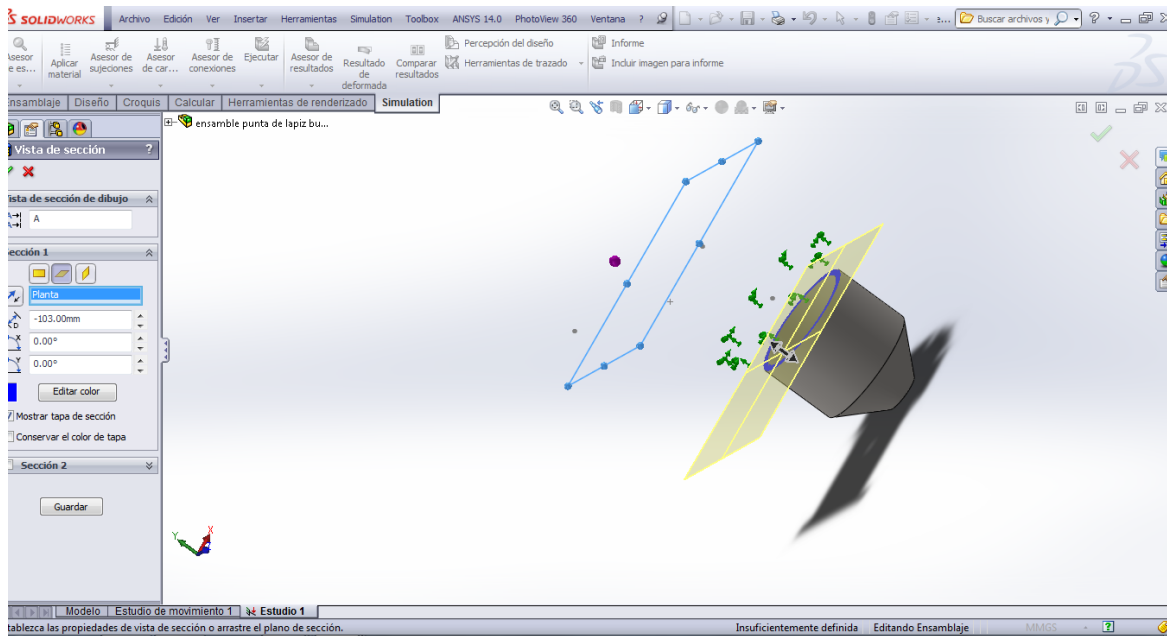 SOLIDWORKS Archivo Edición Ver Insertar Herramientas Simulation Toolbox ANSYS 14.0 PhotoView 360 Ventana ? Buscar archivos y
Asesor de es...
Aplicar material
Asesor de sujeciones
Asesor de car...
Asesor de conexiones
Ejecutar
Asesor de resultados
Resultado de deformada
Comparar resultados
Percepción del diseño
Herramientas de trazado
Informe
Incluir imagen para informe
Ensamblaje Diseño Croquis Calcular Herramientas de renderizado Simulation
ensamble punta de lapiz bu...
Vista de sección ?
Vista de sección de dibujo
A
Sección 1
Planta
-103.00mm
0.00°
0.00°
Editar color
Mostrar tapa de sección
Conservar el color de tapa
Sección 2
Guardar
Y X
Modelo Estudio de movimiento 1 Estudio 1
tablezca las propiedades de vista de sección o arrastre el plano de sección. Insuficientemente definida Editando Ensamblaje MMGS ?